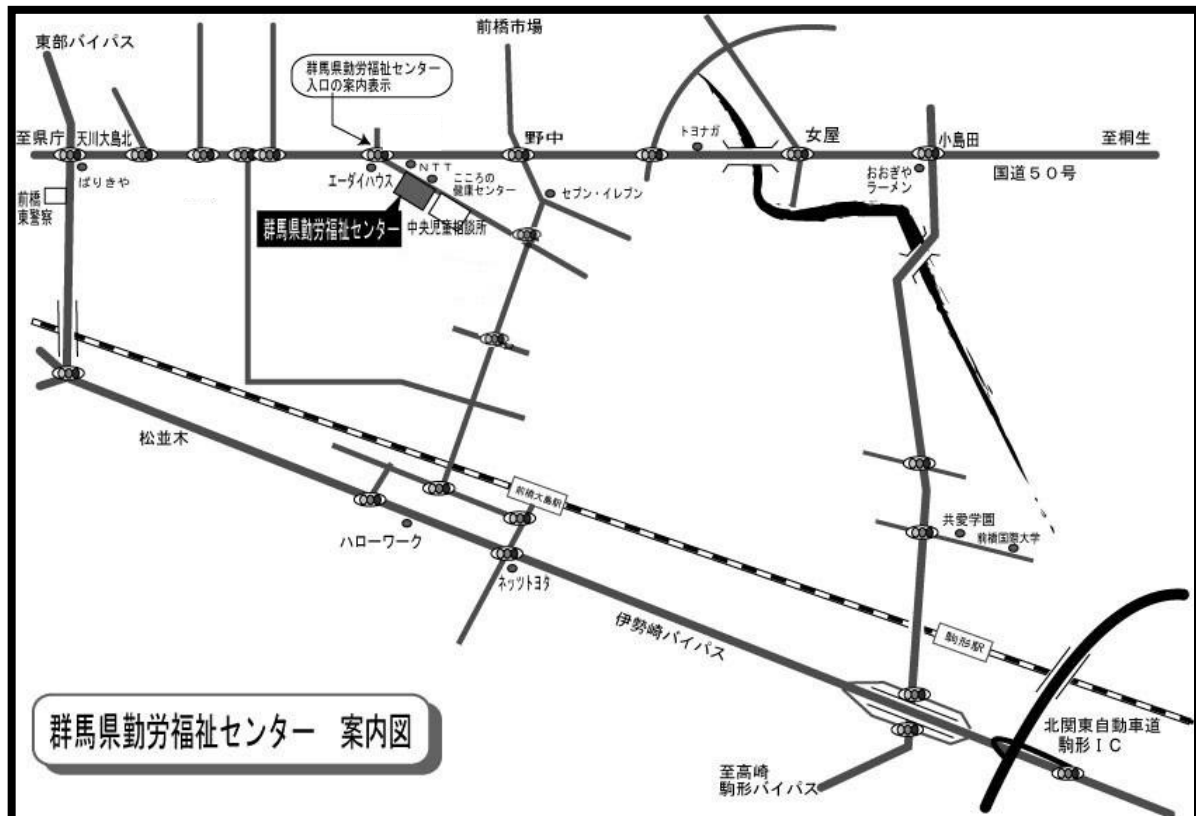 東部バイパス
前橋市場
群馬県勤労福祉センター
入口の案内表示
至県庁
天川大島北
野中
トヨナガ
女屋
小島田
至桐生
国道50号
ばりきや
エーダイハウス
NTT
こころの
健康センター
セブン・イレブン
おおぎや
ラーメン
前橋
東警察
群馬県勤労福祉センター
中央児童相談所
松並木
前橋大島駅
ハローワーク
ネッツトヨタ
共愛学園
前橋国際大学
伊勢崎バイパス
駒形駅
群馬県勤労福祉センター 案内図
北関東自動車道
駒形IC
至高崎
駒形バイパス